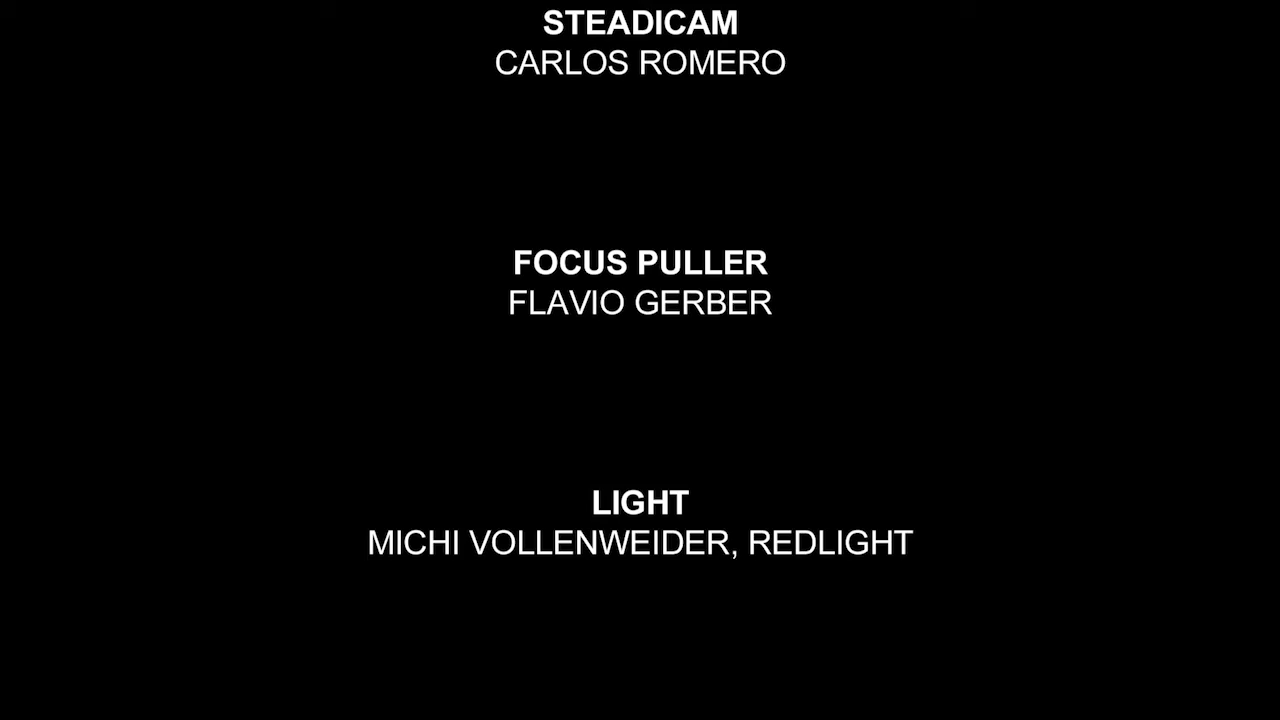 STEADICAM
CARLOS ROMERO
FOCUS PULLER
FLAVIO GERBER
LIGHT
MICHI VOLLENWEIDER, REDLIGHT